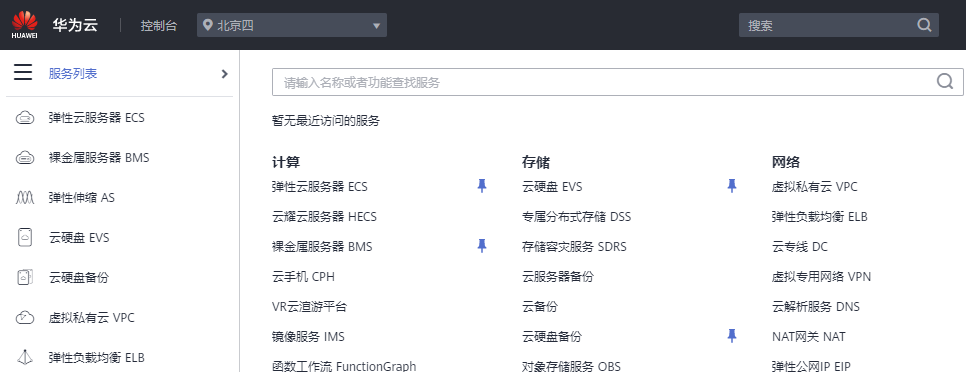 HUAWEI 华为云 控制台 北京四 搜索
服务列表
请输入名称或者功能查找服务
弹性云服务器 ECS
裸金属服务器 BMS
弹性伸缩 AS
云硬盘 EVS
云硬盘备份
虚拟私有云 VPC
弹性负载均衡 ELB
暂无最近访问的服务
计算
弹性云服务器 ECS
云耀云服务器 HECS
裸金属服务器 BMS
云手机 CPH
VR云渲游平台
镜像服务 IMS
函数工作流 FunctionGraph
存储
云硬盘 EVS
专属分布式存储 DSS
存储容灾服务 SDRS
云服务器备份
云备份
云硬盘备份
对象存储服务 OBS
网络
虚拟私有云 VPC
弹性负载均衡 ELB
云专线 DC
虚拟专用网络 VPN
云解析服务 DNS
NAT网关 NAT
弹性公网IP EIP